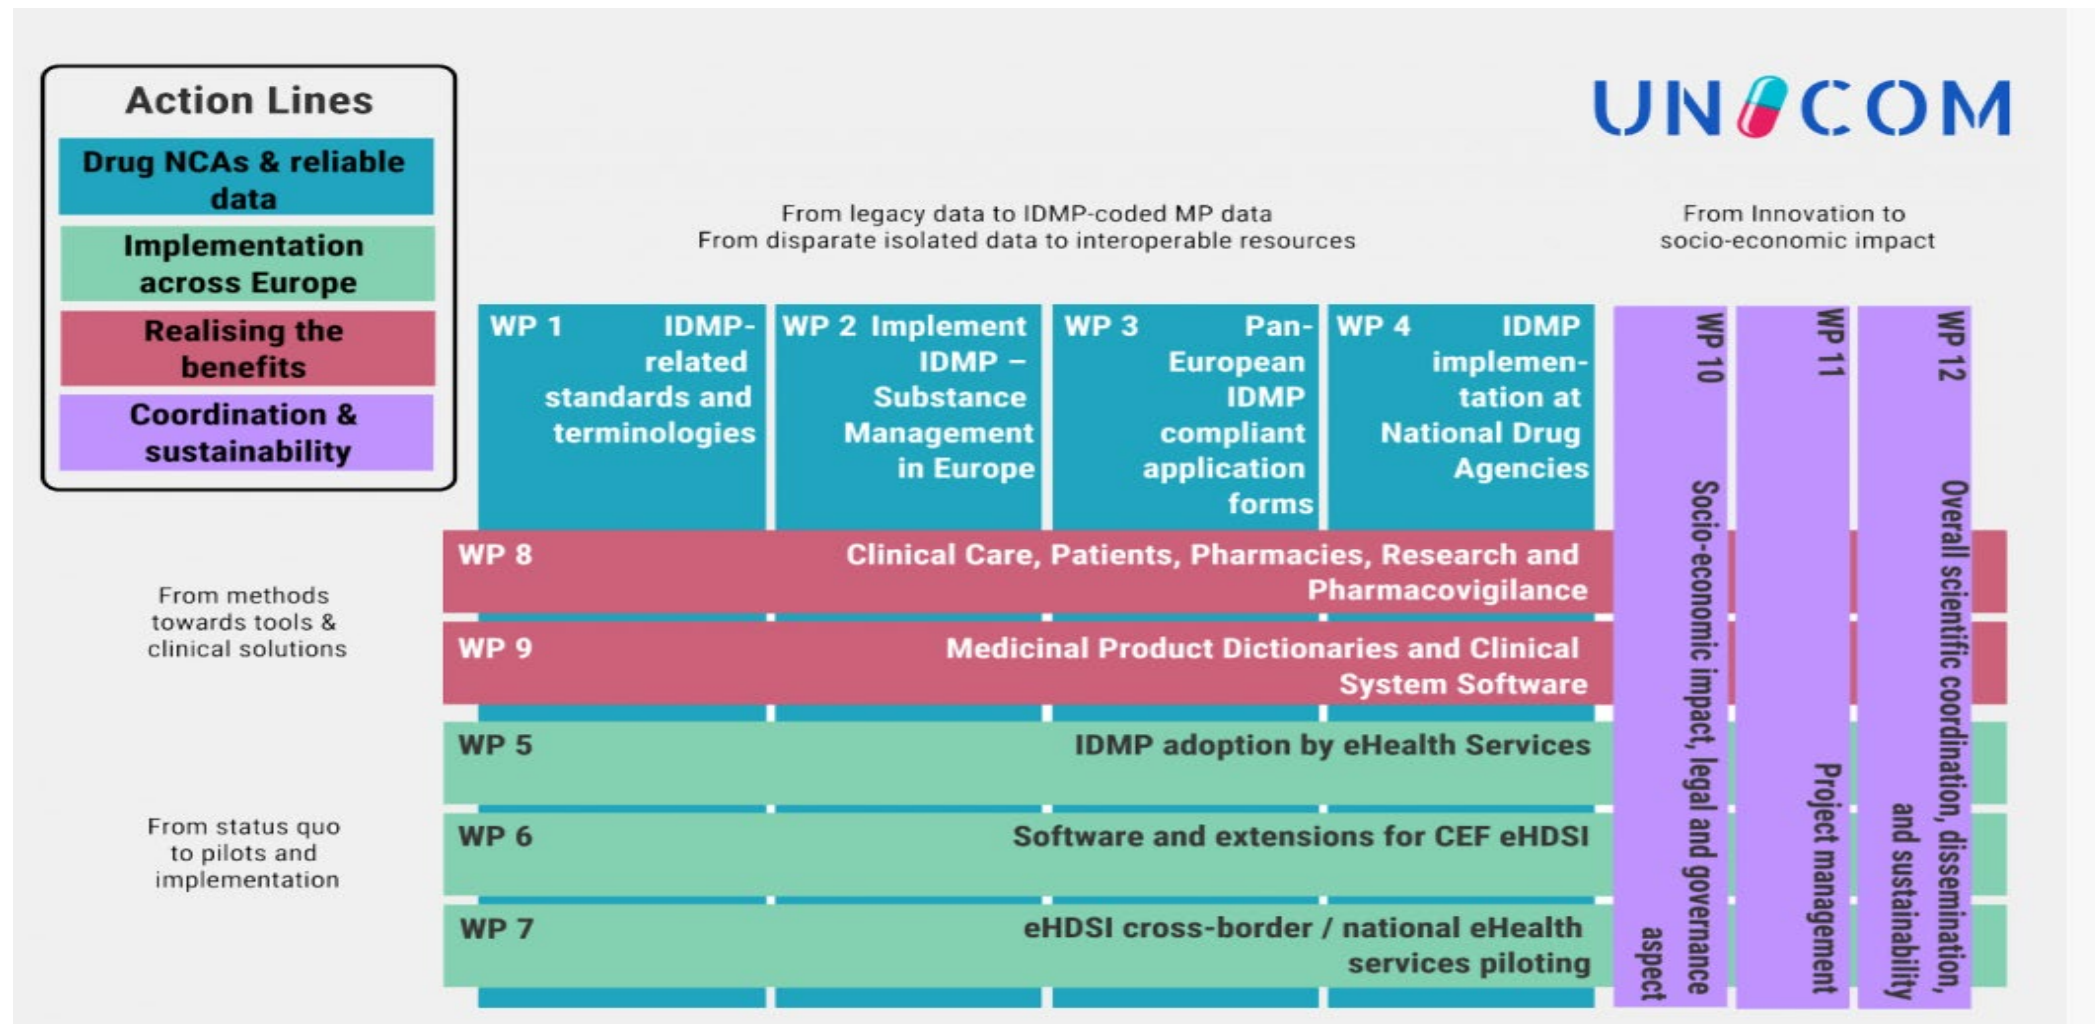 Action Lines
Drug NCAs & reliable
data
Implementation
across Europe
Realising the
benefits
Coordination &
sustainability
UNICOM
From legacy data to IDMP-coded MP data
From disparate isolated data to interoperable resources
From Innovation to
socio-economic impact
WP 1 IDMP-
related
standards and
terminologies
WP 2 Implement
IDMP –
Substance
Management
in Europe
WP 3 Pan-
European
IDMP
compliant
application
forms
WP 4 IDMP
implemen-
tation at
National Drug
Agencies
WP 10 Socio-economic impact, legal and governance
aspect
WP 11 Project management
WP 12 Overall scientific coordination, dissemination,
and sustainability
From methods
towards tools &
clinical solutions
WP 8 Clinical Care, Patients, Pharmacies, Research and
Pharmacovigilance
WP 9 Medicinal Product Dictionaries and Clinical
System Software
From status quo
to pilots and
implementation
WP 5 IDMP adoption by eHealth Services
WP 6 Software and extensions for CEF eHDSI
WP 7 eHDSI cross-border / national eHealth
services piloting